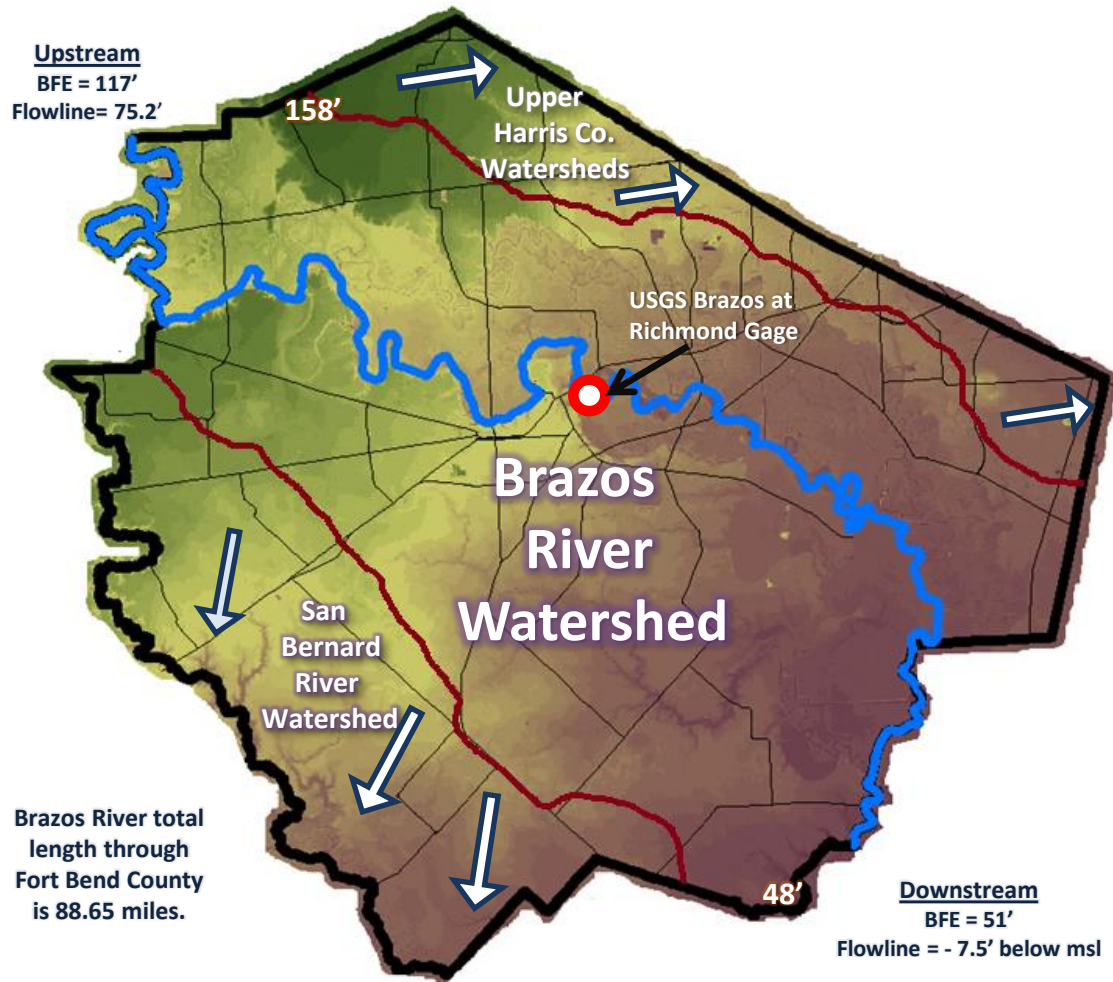 Upstream
BFE = 117'
Flowline= 75.2'
158'
Upper
Harris Co.
Watersheds
USGS Brazos at
Richmond Gage
Brazos
River
Watershed
San
Bernard
River
Watershed
Brazos River total
length through
Fort Bend County
is 88.65 miles.
48'
Downstream
BFE = 51'
Flowline = - 7.5' below msl